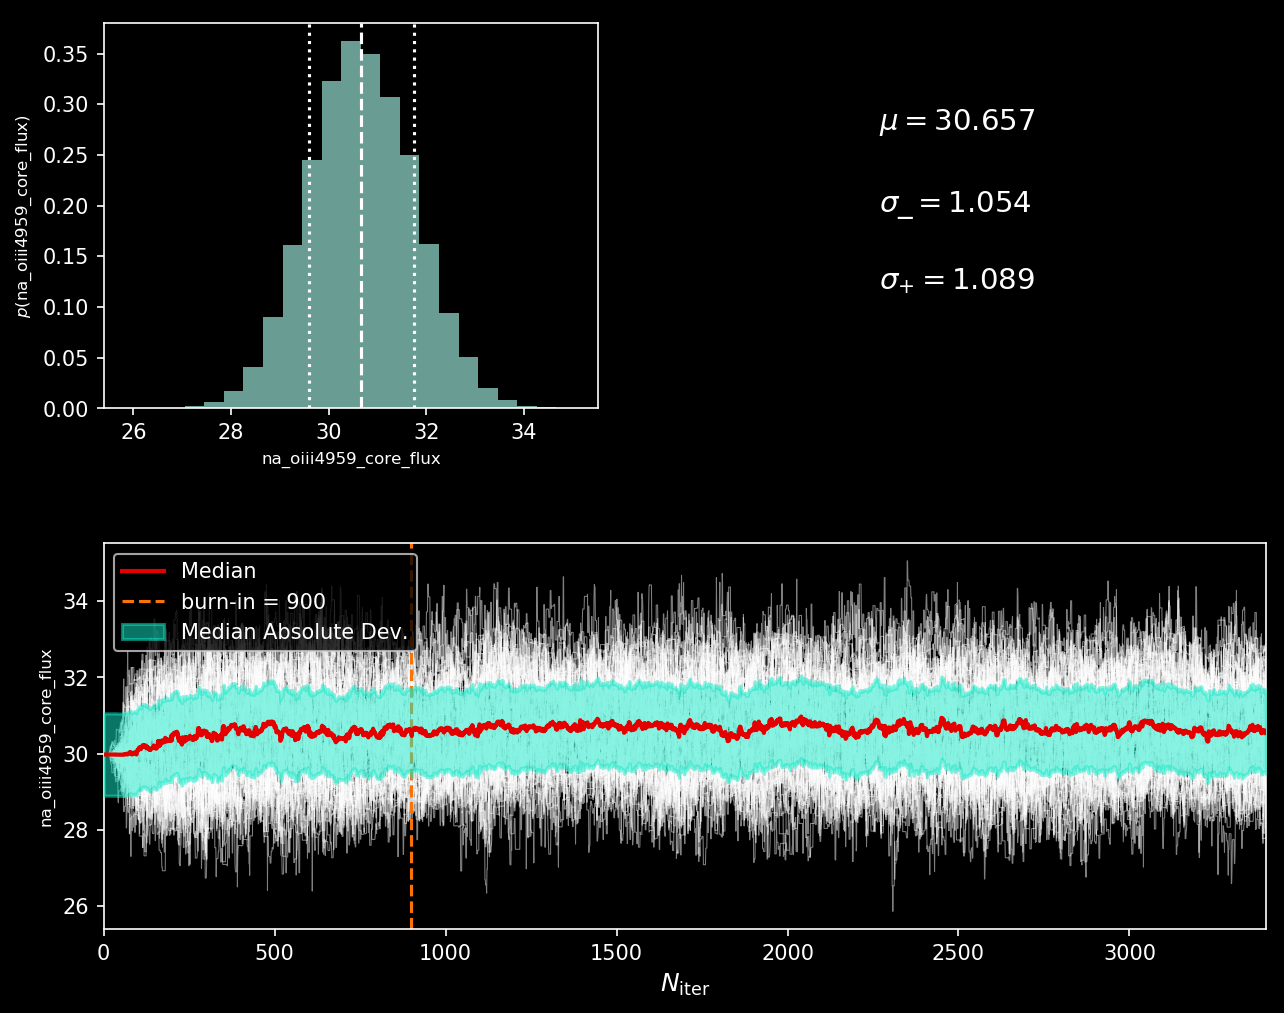 0.35
0.30
0.25
0.20
0.15
0.10
0.05
0.00
p(na_oiii4959_core_flux)
26 28 30 32 34
na_oiii4959_core_flux
μ = 30.657
σ₋ = 1.054
σ₊ = 1.089
Median
burn-in = 900
Median Absolute Dev.
34
32
30
28
26
na_oiii4959_core_flux
0 500 1000 1500 2000 2500 3000
N_iter